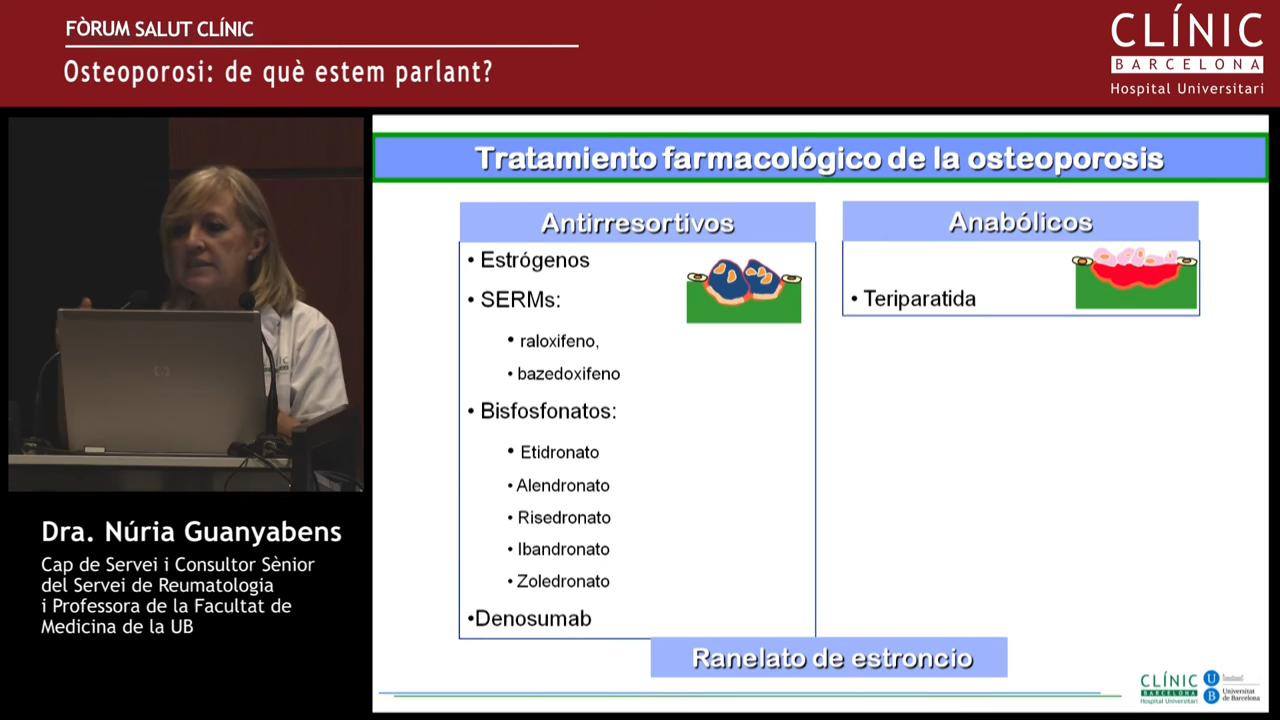 FÒRUM SALUT CLÍNIC
Osteoporosi: de què estem parlant?
CLÍNIC
BARCELONA
Hospital Universitari
Tratamiento farmacológico de la osteoporosis
Antirresortivos
• Estrógenos
• SERMs:
• raloxifeno,
• bazedoxifeno
• Bisfosfonatos:
• Etidronato
• Alendronato
• Risedronato
• Ibandronato
• Zoledronato
•Denosumab
Anabólicos
• Teriparatida
Ranelato de estroncio
Dra. Núria Guanyabens
Cap de Servei i Consultor Sènior
del Servei de Reumatologia
i Professora de la Facultat de
Medicina de la UB
CLÍNIC
BARCELONA
Hospital Universitari
U
B
Universitat
de Barcelona